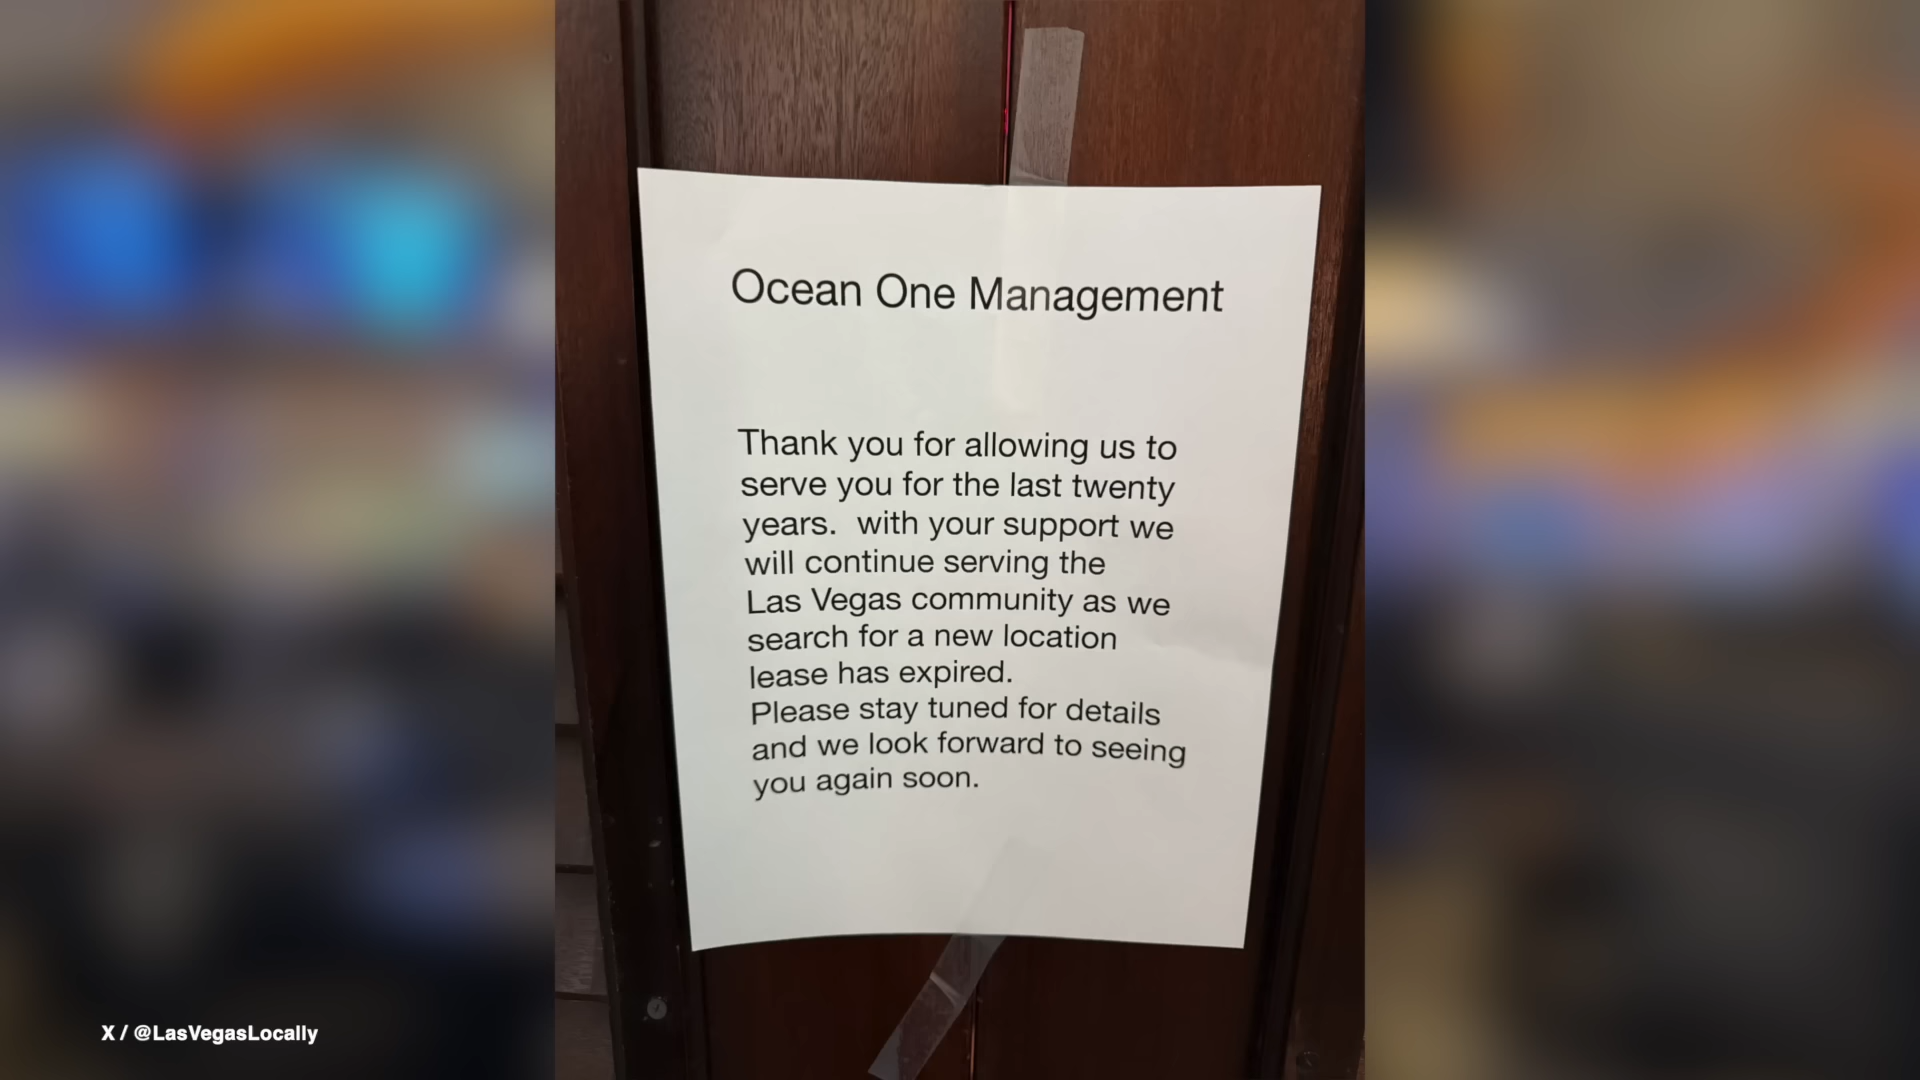 Ocean One Management
Thank you for allowing us to
serve you for the last twenty
years.  with your support we
will continue serving the
Las Vegas community as we
search for a new location
lease has expired.
Please stay tuned for details
and we look forward to seeing
you again soon.
X / @LasVegasLocally